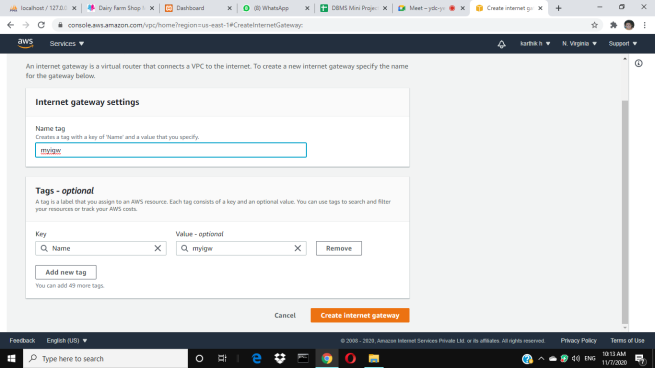 localhost / 127.0.0
Dairy Farm Shop M
Dashboard
(8) WhatsApp
DBMS Mini Projec
Meet – ydc-je
Create internet ga
console.aws.amazon.com/vpc/home?region=us-east-1#CreateInternetGateway:
aws
Services
karthik h
N. Virginia
Support
An internet gateway is a virtual router that connects a VPC to the internet. To create a new internet gateway specify the name
for the gateway below.
Internet gateway settings
Name tag
Creates a tag with a key of 'Name' and a value that you specify.
myigw
Tags - optional
A tag is a label that you assign to an AWS resource. Each tag consists of a key and an optional value. You can use tags to search and filter
your resources or track your AWS costs.
Key
Value - optional
Name
myigw
Remove
Add new tag
You can add 49 more tags.
Cancel
Create internet gateway
Feedback
English (US)
© 2008 - 2020, Amazon Internet Services Private Ltd. or its affiliates. All rights reserved.
Privacy Policy
Terms of Use
Type here to search
ENG
10:13 AM
11/7/2020